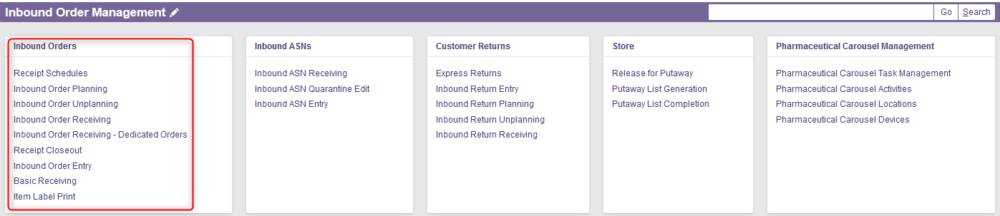 Inbound Order Management
Go
Search
Inbound Orders
Receipt Schedules
Inbound Order Planning
Inbound Order Unplanning
Inbound Order Receiving
Inbound Order Receiving - Dedicated Orders
Receipt Closeout
Inbound Order Entry
Basic Receiving
Item Label Print
Inbound ASNs
Inbound ASN Receiving
Inbound ASN Quarantine Edit
Inbound ASN Entry
Customer Returns
Express Returns
Inbound Return Entry
Inbound Return Planning
Inbound Return Unplanning
Inbound Return Receiving
Store
Release for Putaway
Putaway List Generation
Putaway List Completion
Pharmaceutical Carousel Management
Pharmaceutical Carousel Task Management
Pharmaceutical Carousel Activities
Pharmaceutical Carousel Locations
Pharmaceutical Carousel Devices